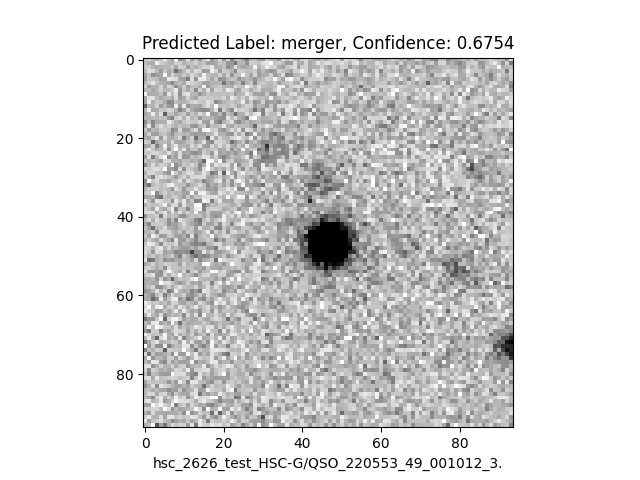 Predicted Label: merger, Confidence: 0.6754
0
20
40
60
80
0 20 40 60 80
hsc_2626_test_HSC-G/QSO_220553_49_001012_3.